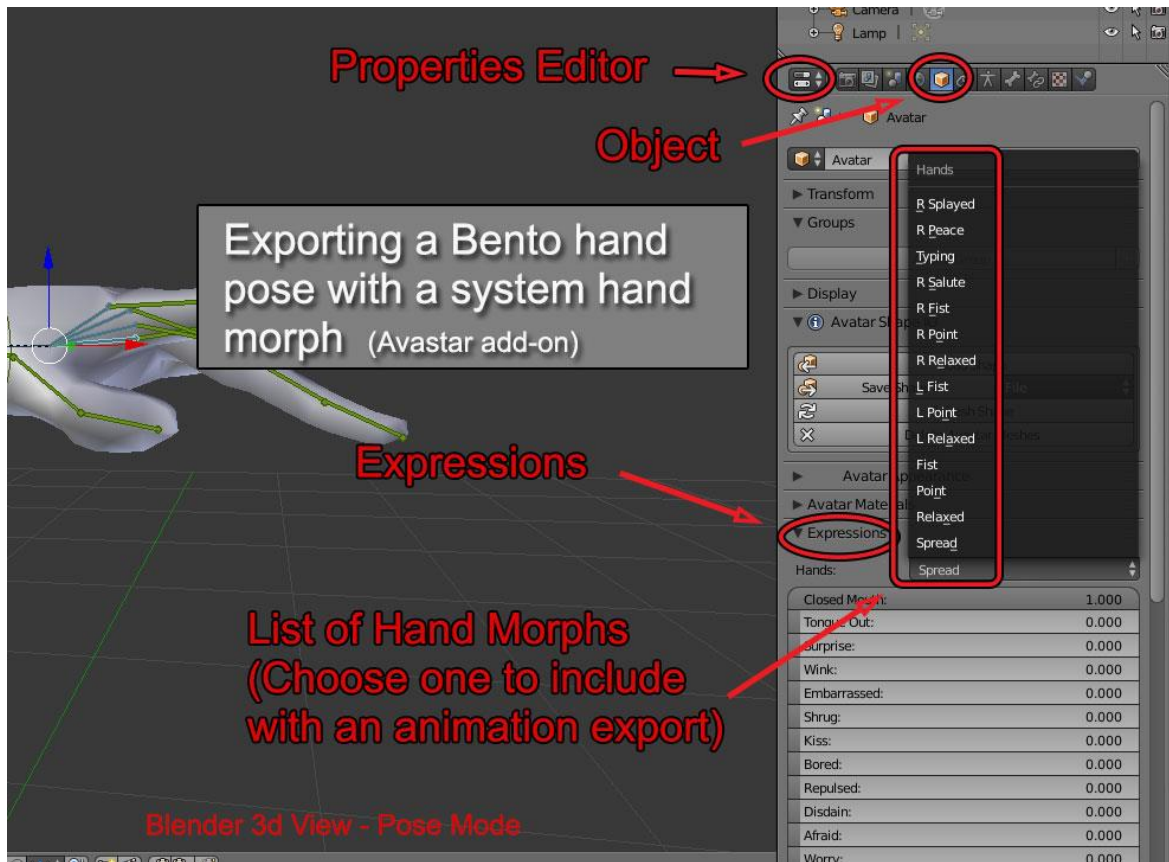 Camera |
Lamp |
Properties Editor
Object
Avatar
Avatar
Transform
Groups
Display
Avatar
Save
File
Avatar
Expressions
Hands:
Hands
R Splayed
R Peace
Typing
R Salute
R Fist
R Point
R Relaxed
L Fist
L Point
L Relaxed
Fist
Point
Relaxed
Spread
Spread
Exporting a Bento hand
pose with a system hand
morph (Avastar add-on)
Expressions
List of Hand Morphs
(Choose one to include
with an animation export)
Closed Mouth: 1.000
Tongue Out: 0.000
Surprise: 0.000
Wink: 0.000
Embarrassed: 0.000
Shrug: 0.000
Kiss: 0.000
Bored: 0.000
Repulsed: 0.000
Disdain: 0.000
Afraid: 0.000
Worry: 0.000
Blender 3d View - Pose Mode